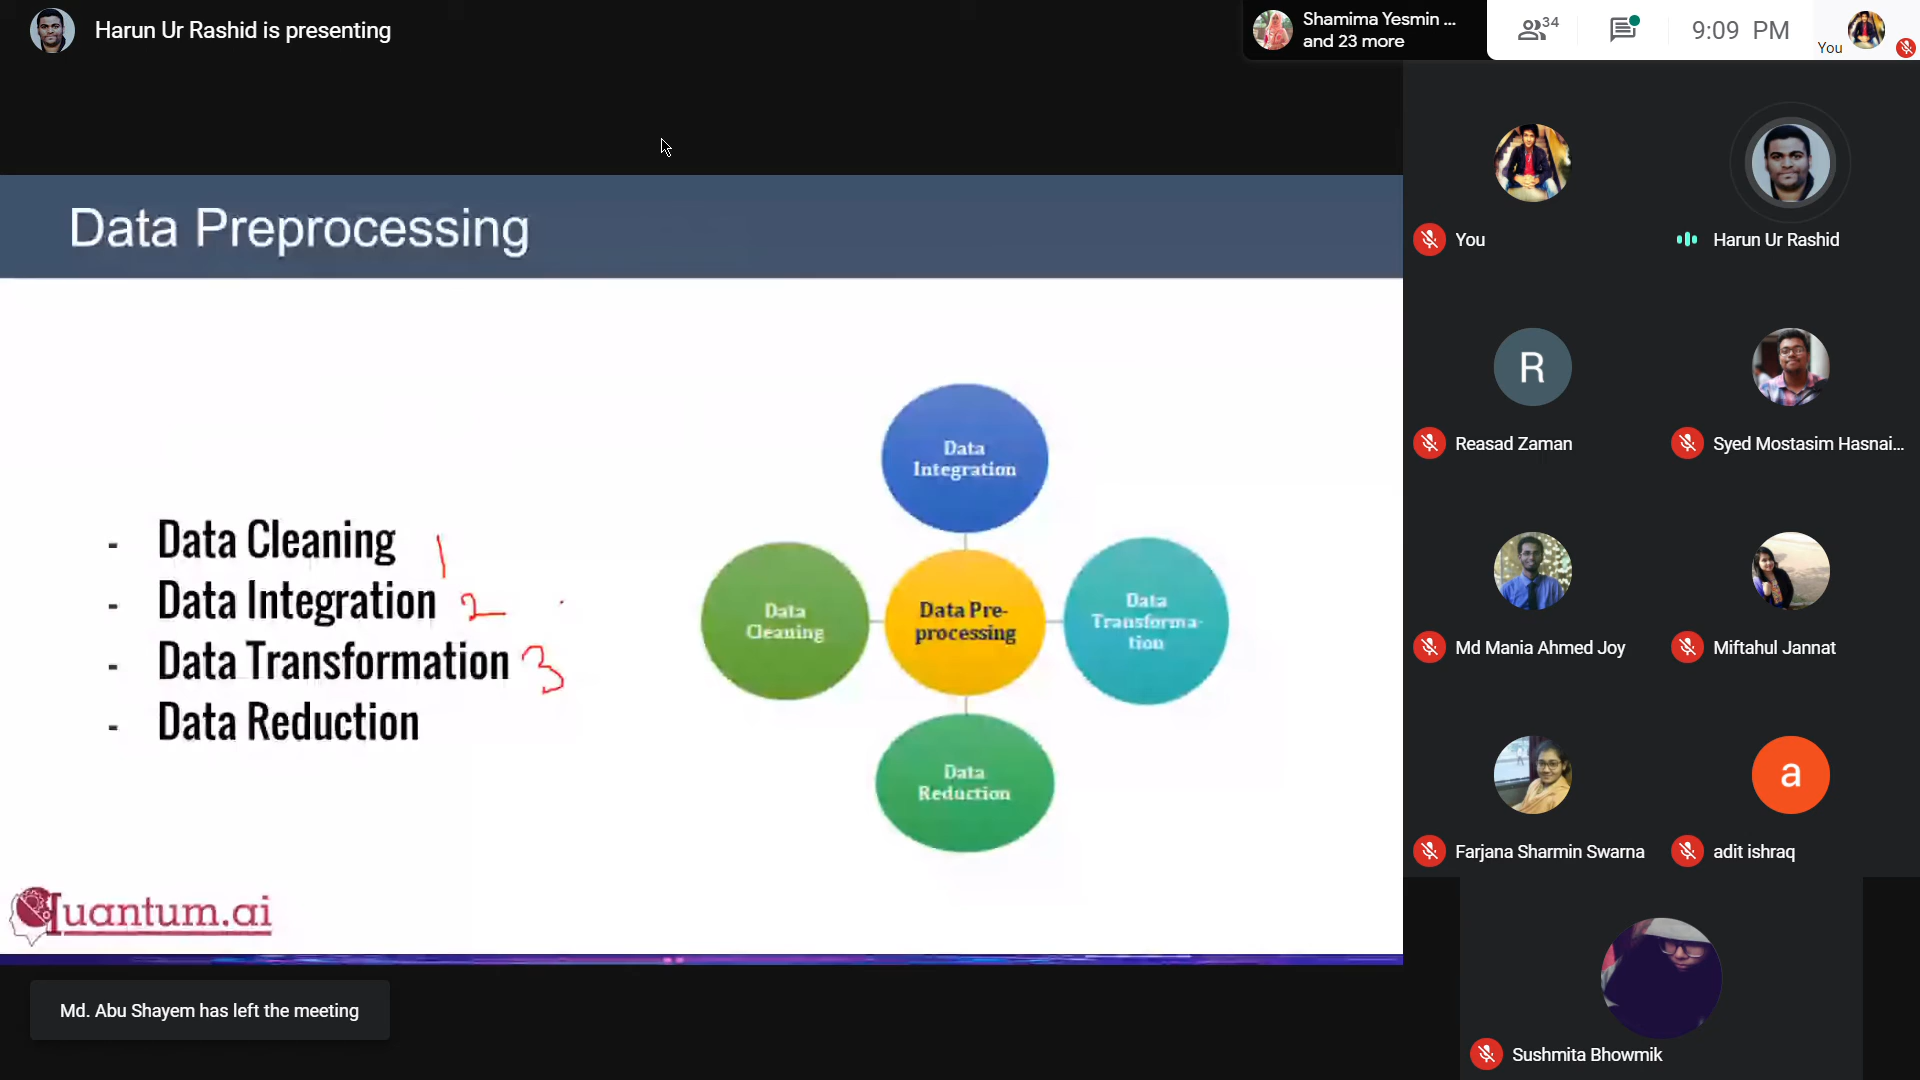 Harun Ur Rashid is presenting
Shamima Yesmin ...
and 23 more
34
9:09 PM
You
Data Preprocessing
- Data Cleaning 1
- Data Integration 2
- Data Transformation 3
- Data Reduction
Data
Integration
Data
Cleaning
Data Pre-
processing
Data
Transforma-
tion
Data
Reduction
Quantum.ai
You
Harun Ur Rashid
R
Reasad Zaman
Syed Mostasim Hasnai...
Md Mania Ahmed Joy
Miftahul Jannat
Farjana Sharmin Swarna
a
adit ishraq
Sushmita Bhowmik
Md. Abu Shayem has left the meeting